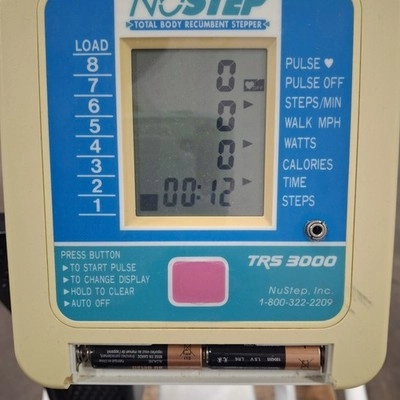 NUSTEP
TOTAL BODY RECUMBENT STEPPER
LOAD
8
7
6
5
4
3
2
1
0
0
0
00:12
PULSE ♥
PULSE OFF
STEPS/MIN
WALK MPH
WATTS
CALORIES
TIME
STEPS
PRESS BUTTON
▶TO START PULSE
▶TO CHANGE DISPLAY
▶HOLD TO CLEAR
▶AUTO OFF
TRS 3000
NuStep, Inc.
1-800-322-2209